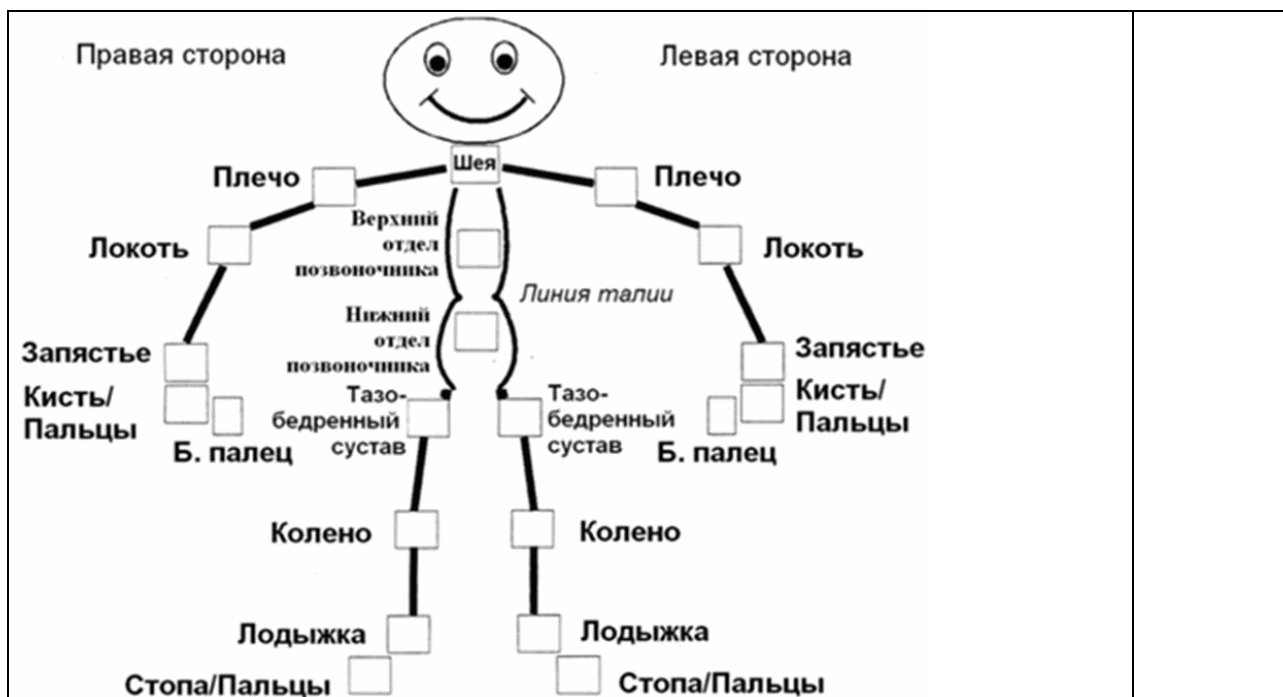 Правая сторона
Левая сторона
Шея
Плечо
Плечо
Верхний
отдел
позвоночника
Локоть
Локоть
Линия талии
Нижний
отдел
позвоночника
Запястье
Запястье
Кисть/
Пальцы
Тазо-
бедренный
сустав
Тазо-
бедренный
сустав
Кисть/
Пальцы
Б. палец
Б. палец
Колено
Колено
Лодыжка
Лодыжка
Стопа/Пальцы
Стопа/Пальцы